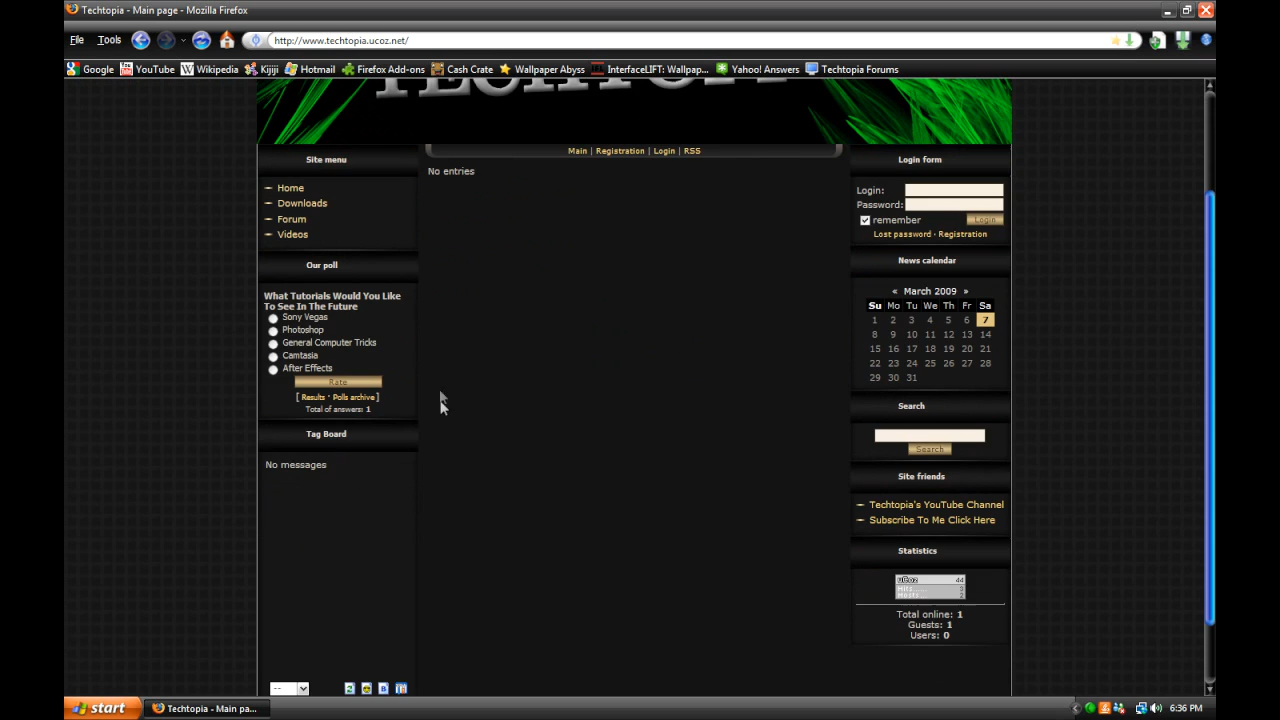 Techtopia - Main page - Mozilla Firefox
File Tools
http://www.techtopia.ucoz.net/
Google YouTube Wikipedia Kijiji Hotmail Firefox Add-ons Cash Crate Wallpaper Abyss InterfaceLIFT: Wallpap... Yahoo! Answers Techtopia Forums
Site menu
Home
Downloads
Forum
Videos
Our poll
What Tutorials Would You Like
To See In The Future
Sony Vegas
Photoshop
General Computer Tricks
Camtasia
After Effects
Rate
[ Results · Polls archive ]
Total of answers: 1
Tag Board
No messages
--
Main | Registration | Login | RSS
No entries
Login form
Login:
Password:
remember Login
Lost password · Registration
News calendar
« March 2009 »
Su Mo Tu We Th Fr Sa
1 2 3 4 5 6 7
8 9 10 11 12 13 14
15 16 17 18 19 20 21
22 23 24 25 26 27 28
29 30 31
Search
Search
Site friends
Techtopia's YouTube Channel
Subscribe To Me Click Here
Statistics
uCoz 44
Total online: 1
Guests: 1
Users: 0
start Techtopia - Main pa... 6:36 PM